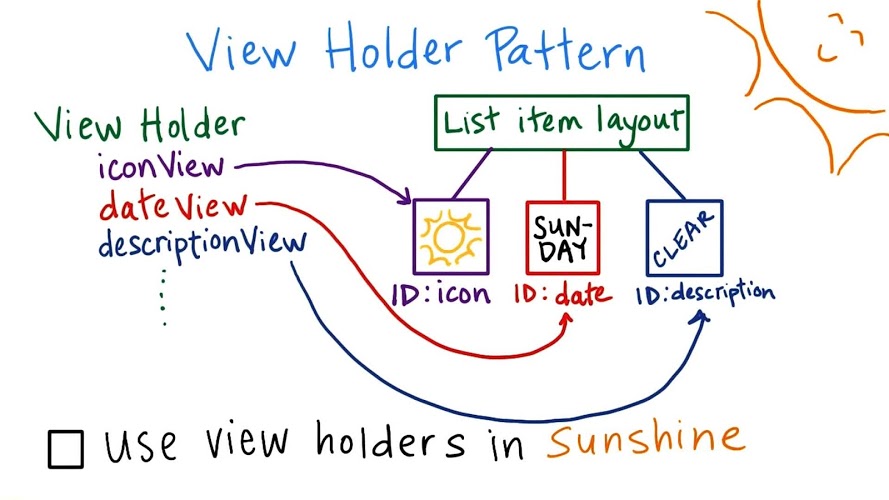 View Holder Pattern
View Holder
iconView
dateView
descriptionView
List item layout
SUN-
DAY
CLEAR
ID: icon
ID: date
ID: description
Use view holders in Sunshine